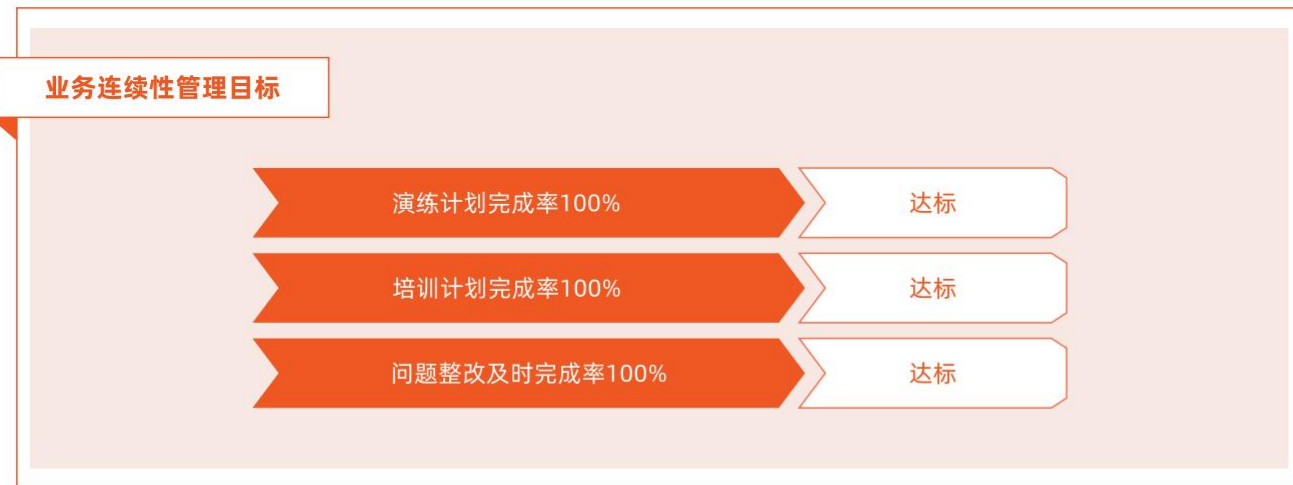 业务连续性管理目标
演练计划完成率100%
达标
培训计划完成率100%
达标
问题整改及时完成率100%
达标